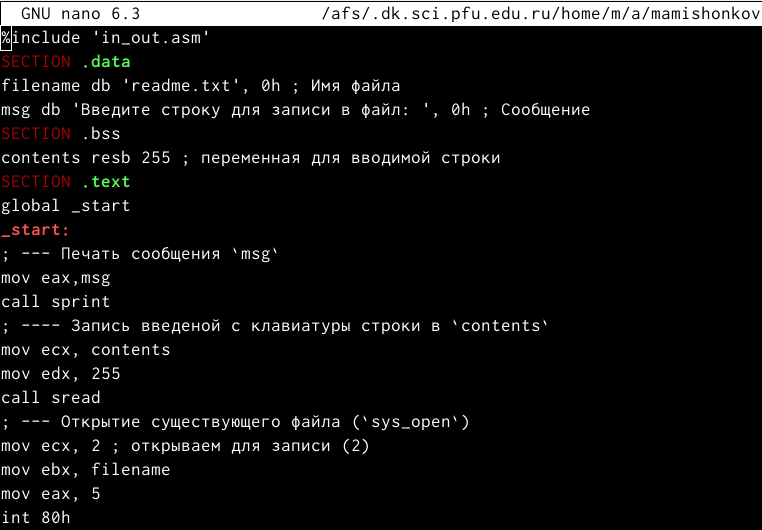 GNU nano 6.3 /afs/.dk.sci.pfu.edu.ru/home/m/a/mamishonkov
%include 'in_out.asm'
SECTION .data
filename db 'readme.txt', 0h ; Имя файла
msg db 'Введите строку для записи в файл: ', 0h ; Сообщение
SECTION .bss
contents resb 255 ; переменная для вводимой строки
SECTION .text
global _start
_start:
; --- Печать сообщения `msg`
mov eax,msg
call sprint
; ---- Запись введеной с клавиатуры строки в `contents`
mov ecx, contents
mov edx, 255
call sread
; --- Открытие существующего файла (`sys_open`)
mov ecx, 2 ; открываем для записи (2)
mov ebx, filename
mov eax, 5
int 80h